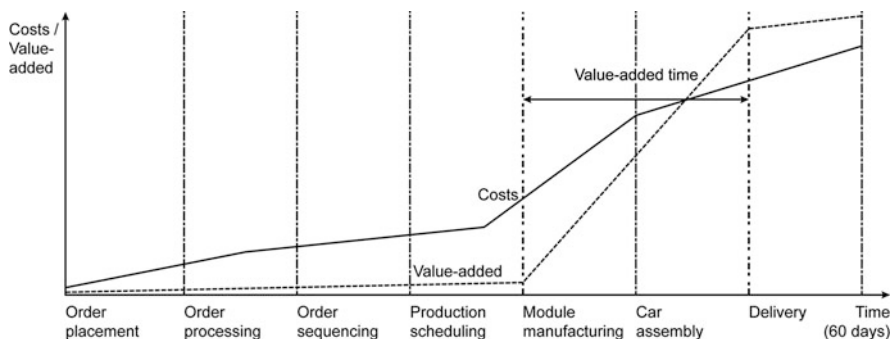 Costs /
Value-
added
Value-added time
Costs
Value-added
Order
placement
Order
processing
Order
sequencing
Production
scheduling
Module
manufacturing
Car
assembly
Delivery
Time
(60 days)